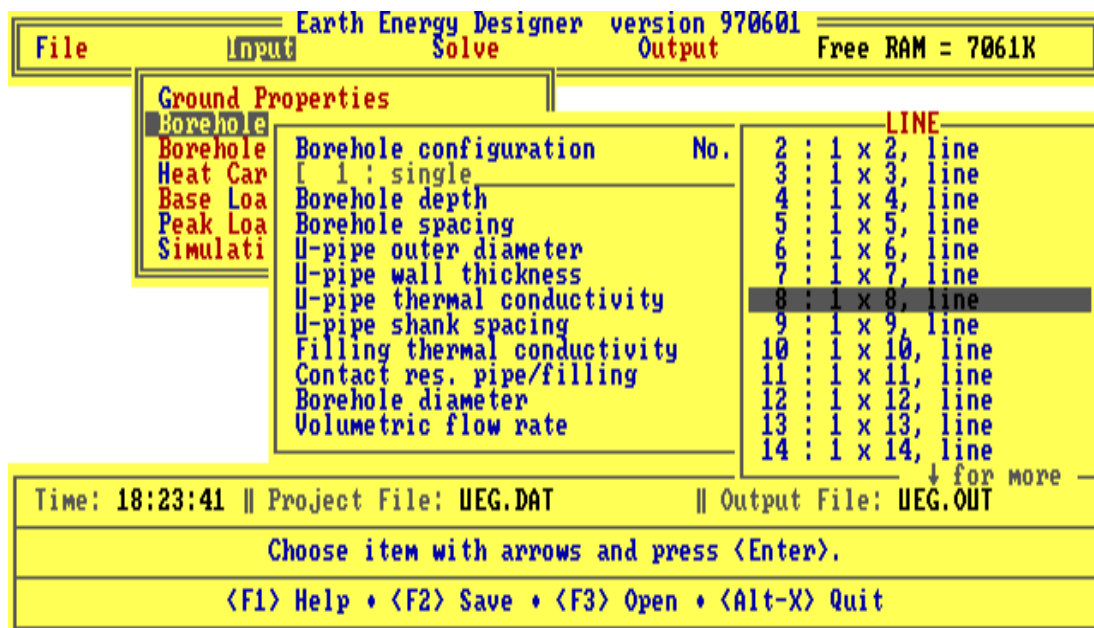 Earth Energy Designer version 970601
File Input Solve Output Free RAM = 7061K
Ground Properties
Borehole
Borehole
Heat Car
Base Loa
Peak Loa
Simulati
Borehole configuration No.
[ 1 : single
Borehole depth
Borehole spacing
U-pipe outer diameter
U-pipe wall thickness
U-pipe thermal conductivity
U-pipe shank spacing
Filling thermal conductivity
Contact res. pipe/filling
Borehole diameter
Volumetric flow rate
LINE
2 : 1 x 2, line
3 : 1 x 3, line
4 : 1 x 4, line
5 : 1 x 5, line
6 : 1 x 6, line
7 : 1 x 7, line
8 : 1 x 8, line
9 : 1 x 9, line
10 : 1 x 10, line
11 : 1 x 11, line
12 : 1 x 12, line
13 : 1 x 13, line
14 : 1 x 14, line
↓ for more
Time: 18:23:41 ‖ Project File: UEG.DAT ‖ Output File: UEG.OUT
Choose item with arrows and press <Enter>.
<F1> Help • <F2> Save • <F3> Open • <Alt-X> Quit